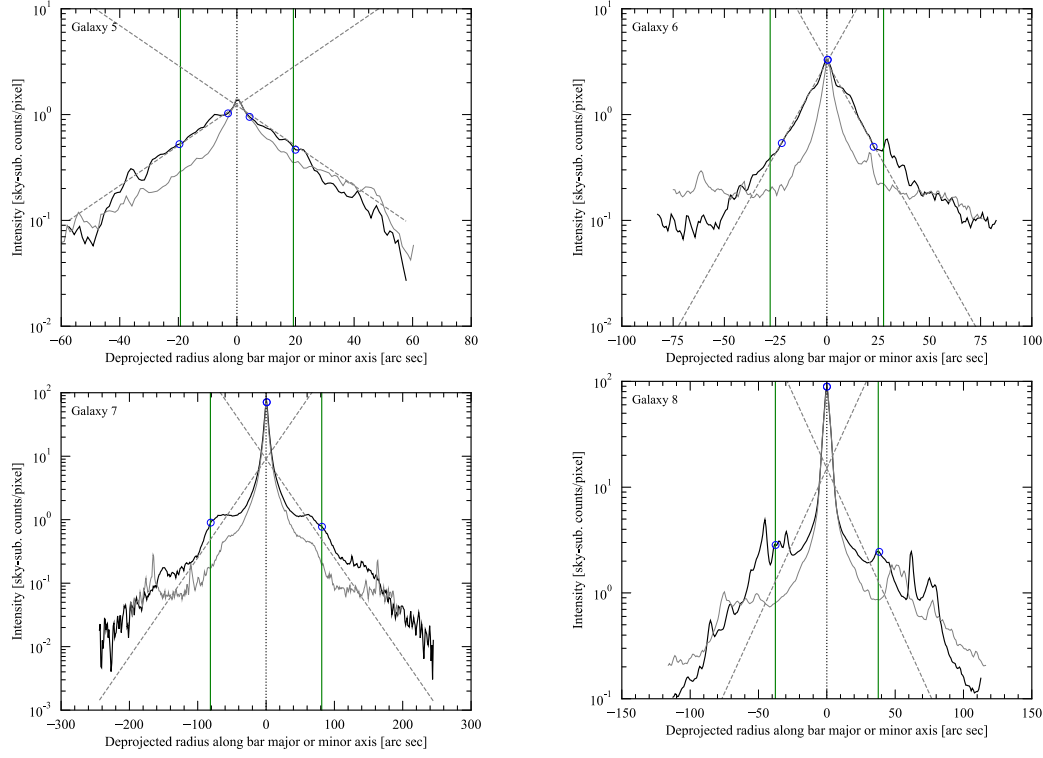 Galaxy 5
10^1
10^0
10^-1
10^-2
−60 −40 −20 0 20 40 60 80
Intensity [sky-sub. counts/pixel]
Deprojected radius along bar major or minor axis [arc sec]
Galaxy 6
10^1
10^0
10^-1
10^-2
−100 −75 −50 −25 0 25 50 75 100
Intensity [sky-sub. counts/pixel]
Deprojected radius along bar major or minor axis [arc sec]
Galaxy 7
10^2
10^1
10^0
10^-1
10^-2
10^-3
−300 −200 −100 0 100 200 300
Intensity [sky-sub. counts/pixel]
Deprojected radius along bar major or minor axis [arc sec]
Galaxy 8
10^2
10^1
10^0
10^-1
−150 −100 −50 0 50 100 150
Intensity [sky-sub. counts/pixel]
Deprojected radius along bar major or minor axis [arc sec]